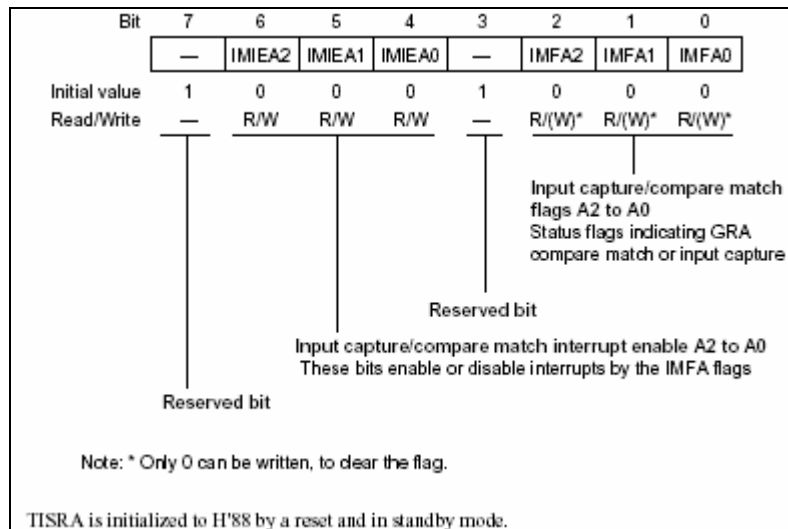 Bit 7 6 5 4 3 2 1 0
— IMIEA2 IMIEA1 IMIEA0 — IMFA2 IMFA1 IMFA0
Initial value 1 0 0 0 1 0 0 0
Read/Write — R/W R/W R/W — R/(W)* R/(W)* R/(W)*
Input capture/compare match
flags A2 to A0
Status flags indicating GRA
compare match or input capture
Reserved bit
Input capture/compare match interrupt enable A2 to A0
These bits enable or disable interrupts by the IMFA flags
Reserved bit
Note: * Only 0 can be written, to clear the flag.
TISRA is initialized to H'88 by a reset and in standby mode.